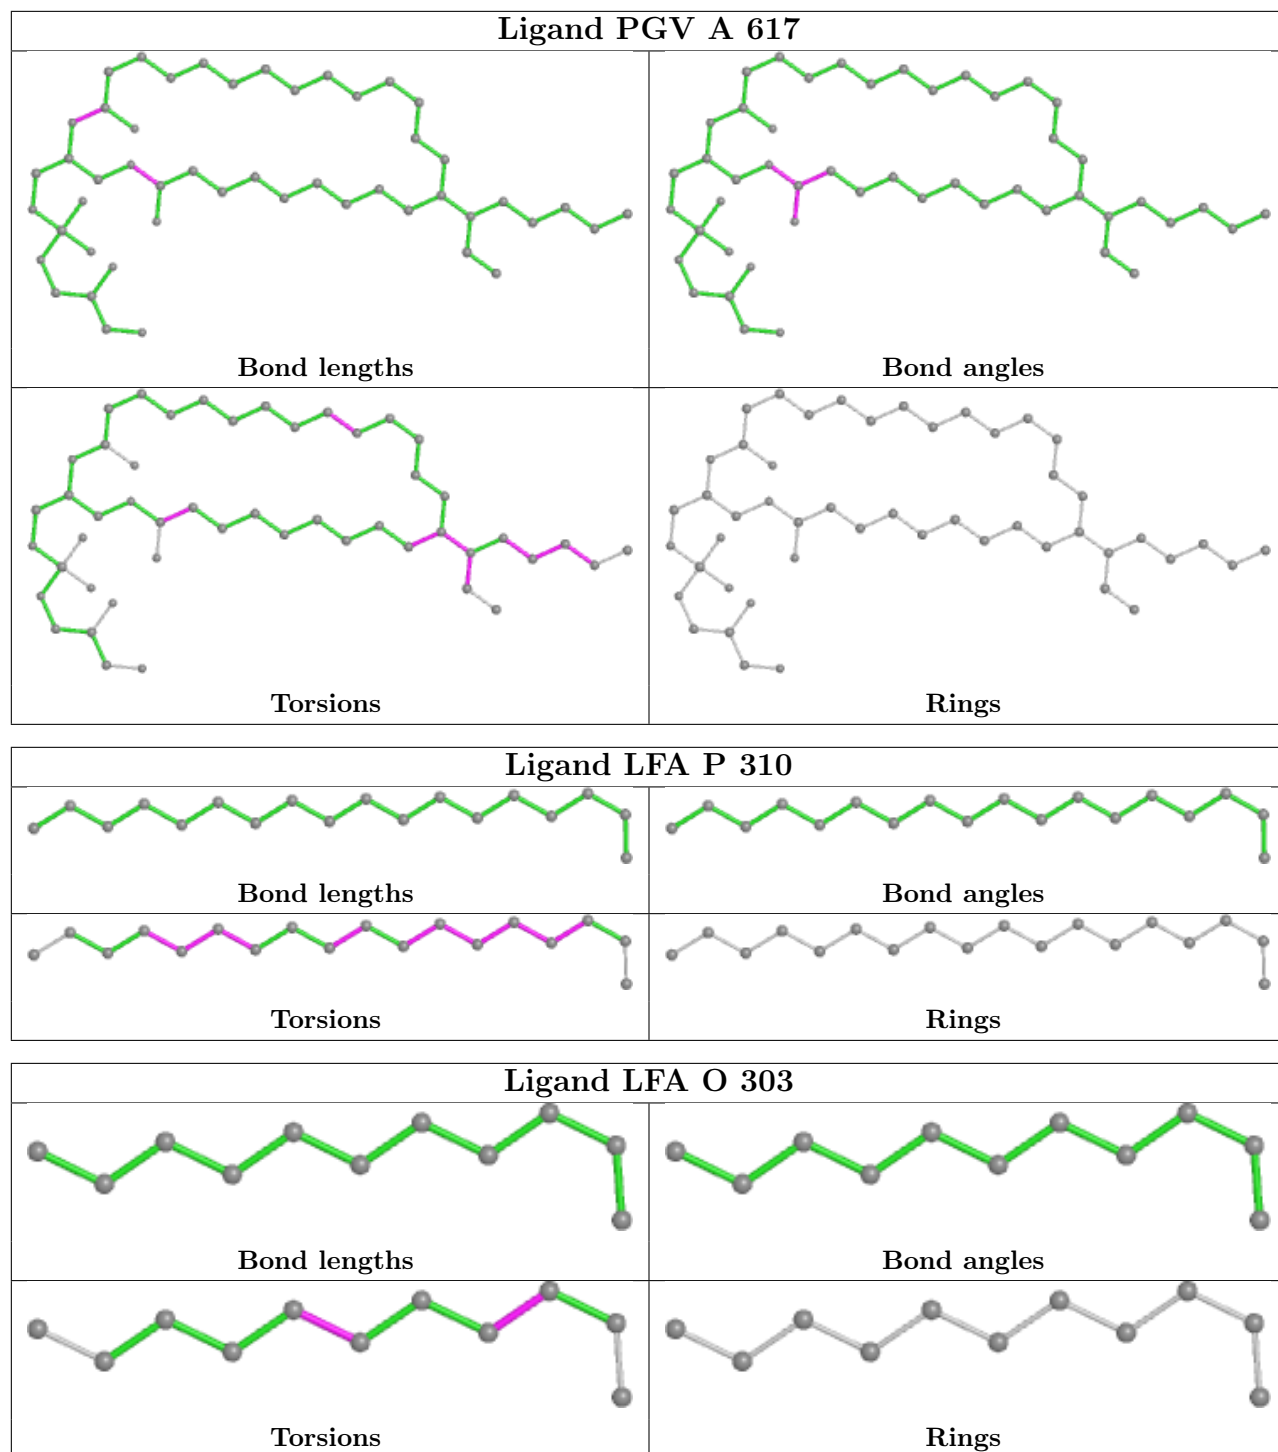 Ligand PGV A 617
Bond lengths
Bond angles
Torsions
Rings
Ligand LFA P 310
Bond lengths
Bond angles
Torsions
Rings
Ligand LFA O 303
Bond lengths
Bond angles
Torsions
Rings